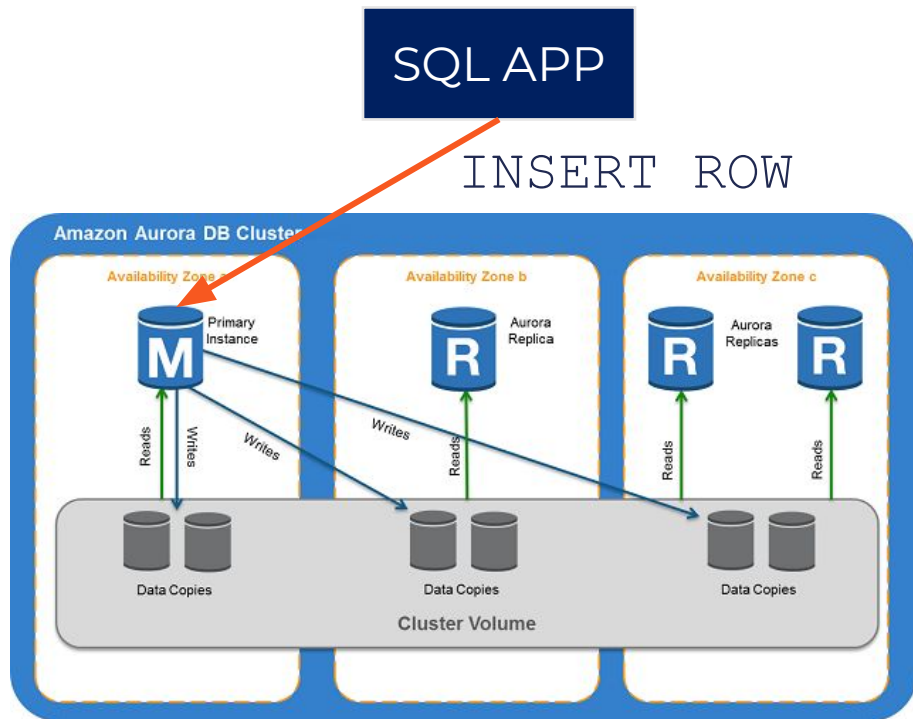 SQL APP
INSERT ROW
Amazon Aurora DB Cluster
Availability Zone a
Availability Zone b
Availability Zone c
M
Primary
Instance
R
Aurora
Replica
R
Aurora
Replicas
R
Reads
Writes
Writes
Writes
Reads
Reads
Reads
Data Copies
Data Copies
Data Copies
Cluster Volume